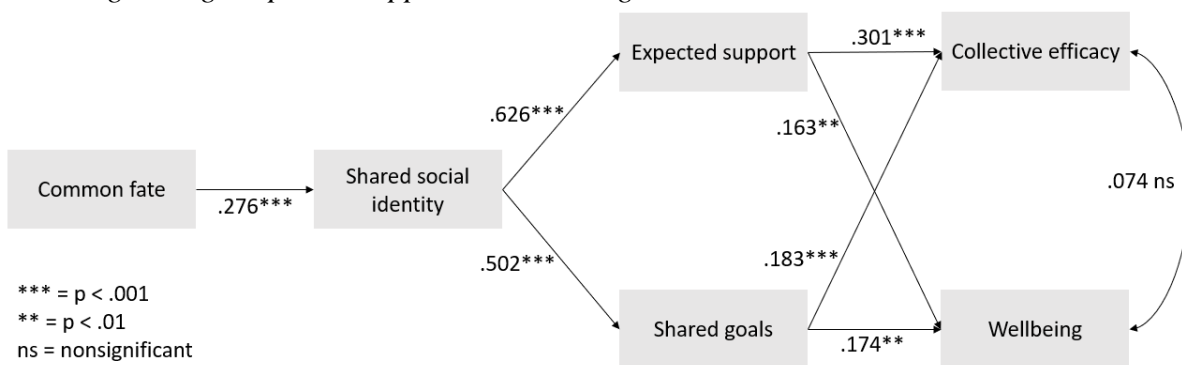 Expected support
.301***
Collective efficacy
.626***
.163**
Common fate
.276***
Shared social
identity
.074 ns
.502***
.183***
*** = p < .001
** = p < .01
ns = nonsignificant
Shared goals
.174**
Wellbeing